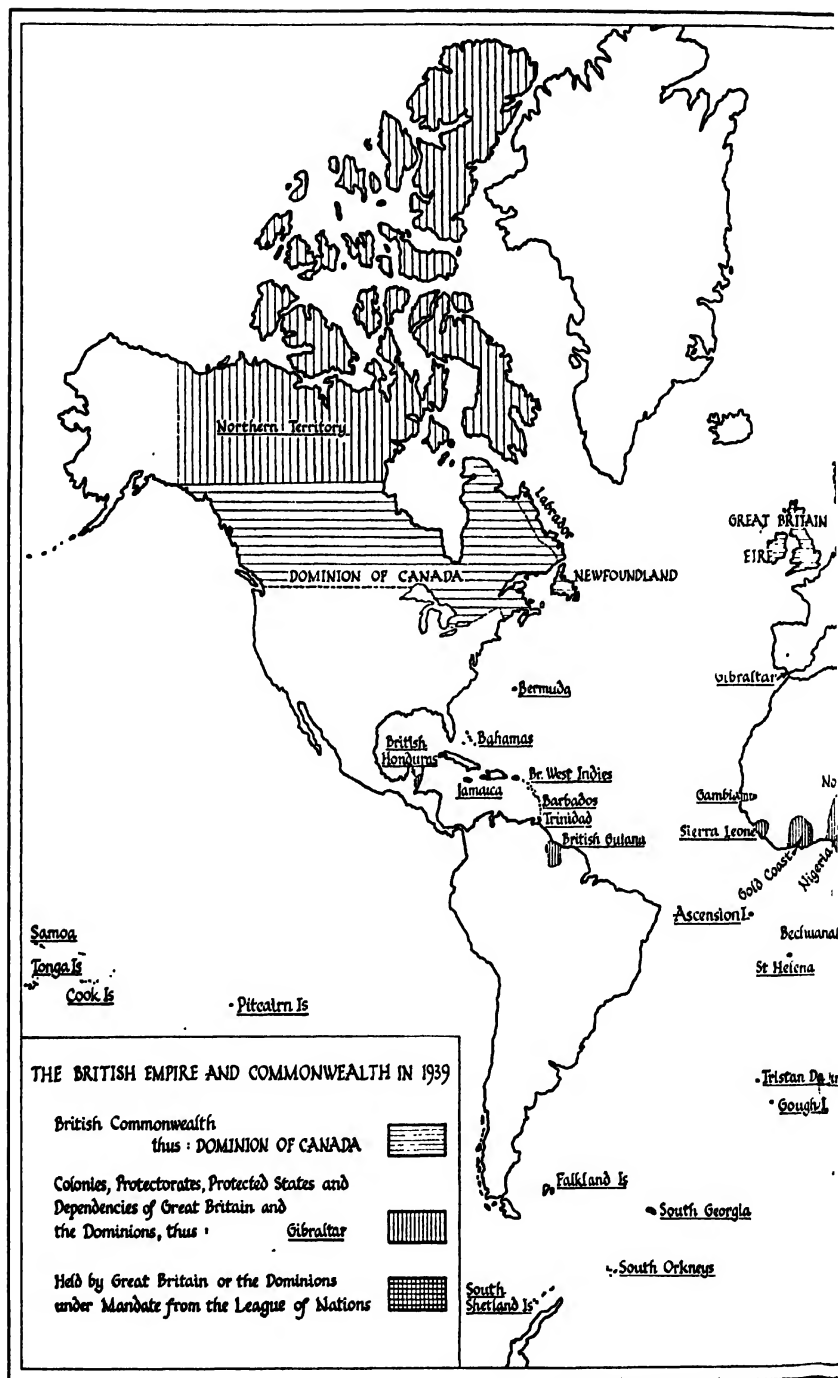 Northern Territory
Labrador
GREAT BRITAIN
EIRE
DOMINION OF CANADA
NEWFOUNDLAND
Gibraltar
Bermuda
British
Honduras
Bahamas
Br. West Indies
Jamaica
Barbados
Trinidad
British Guiana
Gambia
Sierra Leone
Gold Coast
Nigeria
No
Ascension I.
Bechuanal
St Helena
Samoa
Tonga Is
Cook Is
Pitcairn Is
Tristan Da
Gough I.
Falkland Is
South Georgia
South Orkneys
South
Shetland Is
THE BRITISH EMPIRE AND COMMONWEALTH IN 1939
British Commonwealth
thus : DOMINION OF CANADA
Colonies, Protectorates, Protected States and
Dependencies of Great Britain and
the Dominions, thus : Gibraltar
Held by Great Britain or the Dominions
under Mandate from the League of Nations